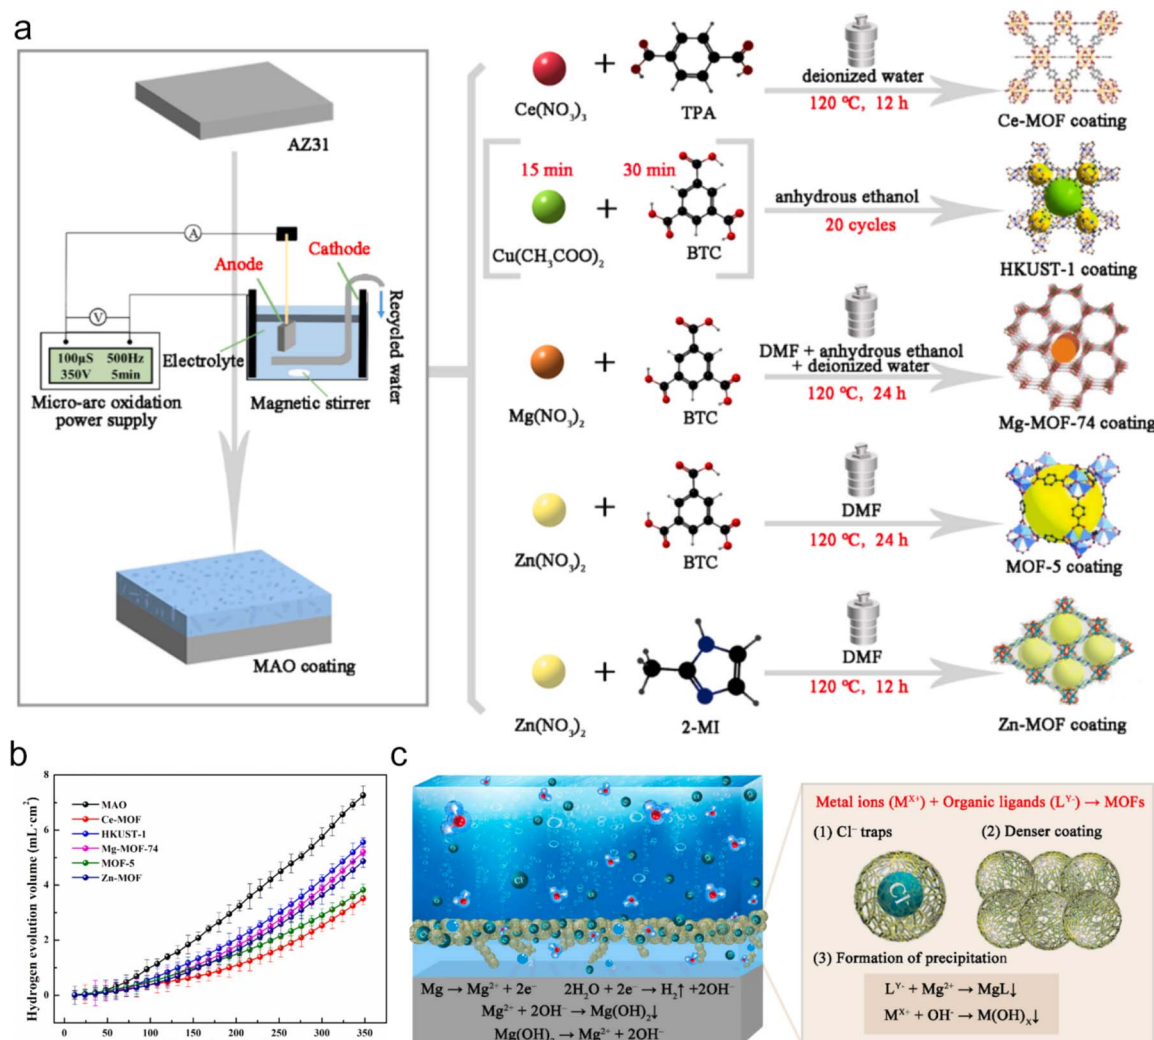 a
AZ31
A
V
Anode
Cathode
Recycled water
Electrolyte
Magnetic stirrer
100μS 500Hz
350V 5min
Micro-arc oxidation
power supply
MAO coating
Ce(NO₃)₃
+
TPA
deionized water
120 ℃, 12 h
Ce-MOF coating
15 min
30 min
Cu(CH₃COO)₂
+
BTC
anhydrous ethanol
20 cycles
HKUST-1 coating
Mg(NO₃)₂
+
BTC
DMF + anhydrous ethanol
+ deionized water
120 ℃, 24 h
Mg-MOF-74 coating
Zn(NO₃)₂
+
BTC
DMF
120 ℃, 24 h
MOF-5 coating
Zn(NO₃)₂
+
2-MI
DMF
120 ℃, 12 h
Zn-MOF coating
b
Hydrogen evolution volume (mL·cm²)
8
6
4
2
0
MAO
Ce-MOF
HKUST-1
Mg-MOF-74
MOF-5
Zn-MOF
0 50 100 150 200 250 300 350
c
Cl⁻
Mg → Mg²⁺ + 2e⁻ 2H₂O + 2e⁻ → H₂↑ +2OH⁻
Mg²⁺ + 2OH⁻ → Mg(OH)₂↓
Mg(OH)₂ → Mg²⁺ + 2OH⁻
Metal ions (Mˣ⁺) + Organic ligands (Lʸ⁻) → MOFs
(1) Cl⁻ traps
(2) Denser coating
Cl⁻
(3) Formation of precipitation
Lʸ⁻ + Mg²⁺ → MgL↓
Mˣ⁺ + OH⁻ → M(OH)ₓ↓